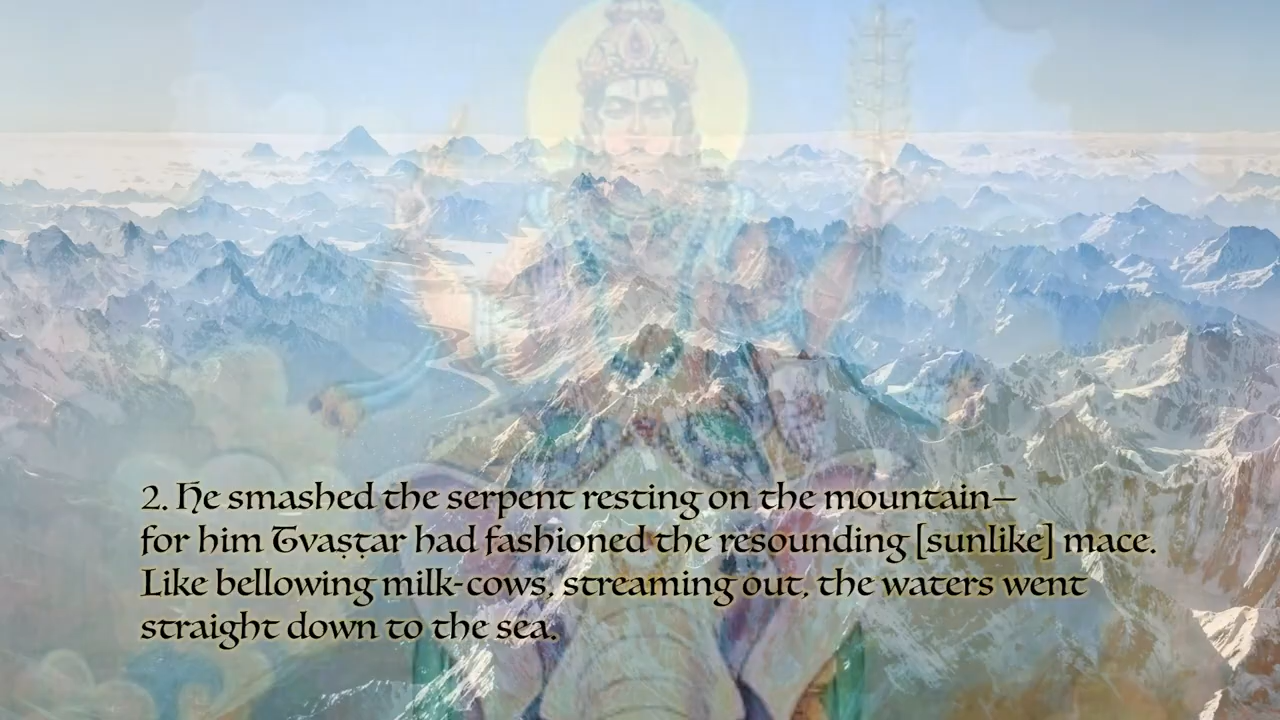 2. He smashed the serpent resting on the mountain—
for him Tvaṣṭar had fashioned the resounding [sunlike] mace.
Like bellowing milk-cows, streaming out, the waters went
straight down to the sea.